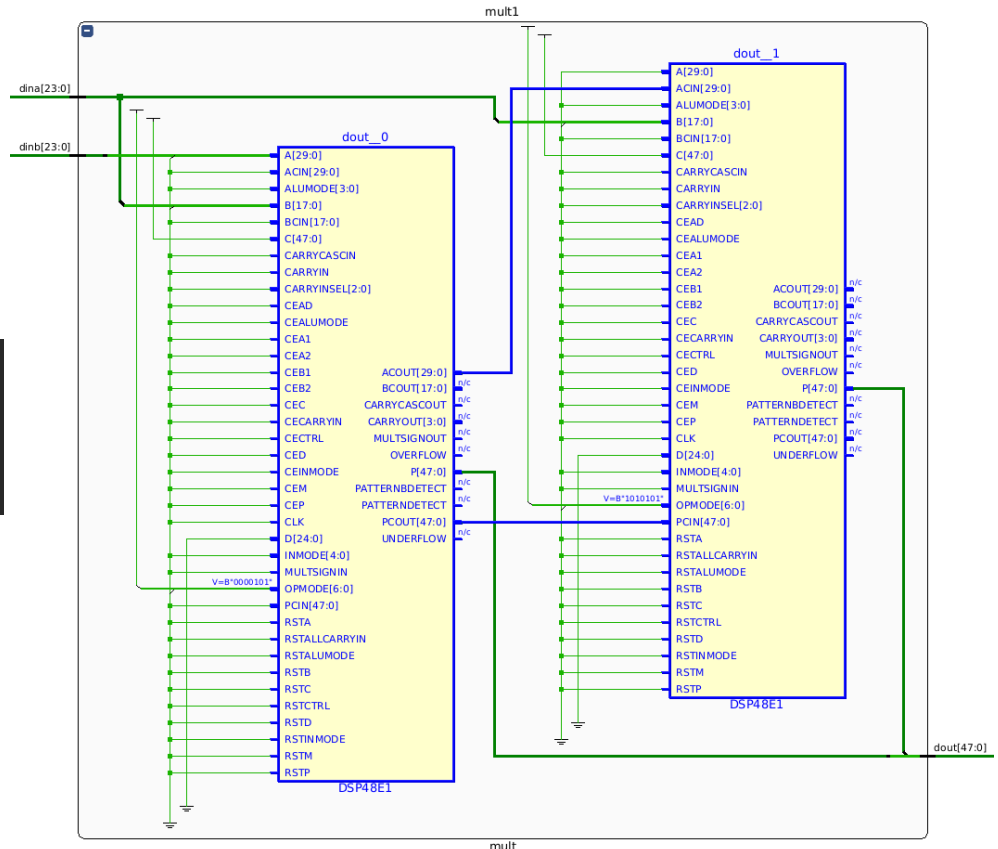 mult1
dina[23:0]
dinb[23:0]
dout__0
A[29:0]
ACIN[29:0]
ALUMODE[3:0]
B[17:0]
BCIN[17:0]
C[47:0]
CARRYCASCIN
CARRYIN
CARRYINSEL[2:0]
CEAD
CEALUMODE
CEA1
CEA2
CEB1 ACOUT[29:0]
CEB2 BCOUT[17:0] n/c
CEC CARRYCASCOUT n/c
CECARRYIN CARRYOUT[3:0] n/c
CECTRL MULTSIGNOUT n/c
CED OVERFLOW n/c
CEINMODE P[47:0]
CEM PATTERNBDETECT n/c
CEP PATTERNDETECT n/c
CLK PCOUT[47:0]
D[24:0] UNDERFLOW n/c
INMODE[4:0]
MULTSIGNIN
V=B"0000101" OPMODE[6:0]
PCIN[47:0]
RSTA
RSTALLCARRYIN
RSTALUMODE
RSTB
RSTC
RSTCTRL
RSTD
RSTINMODE
RSTM
RSTP
DSP48E1
dout__1
A[29:0]
ACIN[29:0]
ALUMODE[3:0]
B[17:0]
BCIN[17:0]
C[47:0]
CARRYCASCIN
CARRYIN
CARRYINSEL[2:0]
CEAD
CEALUMODE
CEA1
CEA2
CEB1 ACOUT[29:0] n/c
CEB2 BCOUT[17:0] n/c
CEC CARRYCASCOUT n/c
CECARRYIN CARRYOUT[3:0] n/c
CECTRL MULTSIGNOUT n/c
CED OVERFLOW n/c
CEINMODE P[47:0]
CEM PATTERNBDETECT n/c
CEP PATTERNDETECT n/c
CLK PCOUT[47:0] n/c
D[24:0] UNDERFLOW n/c
INMODE[4:0]
MULTSIGNIN
V=B"1010101" OPMODE[6:0]
PCIN[47:0]
RSTA
RSTALLCARRYIN
RSTALUMODE
RSTB
RSTC
RSTCTRL
RSTD
RSTINMODE
RSTM
RSTP
DSP48E1
dout[47:0]
mult